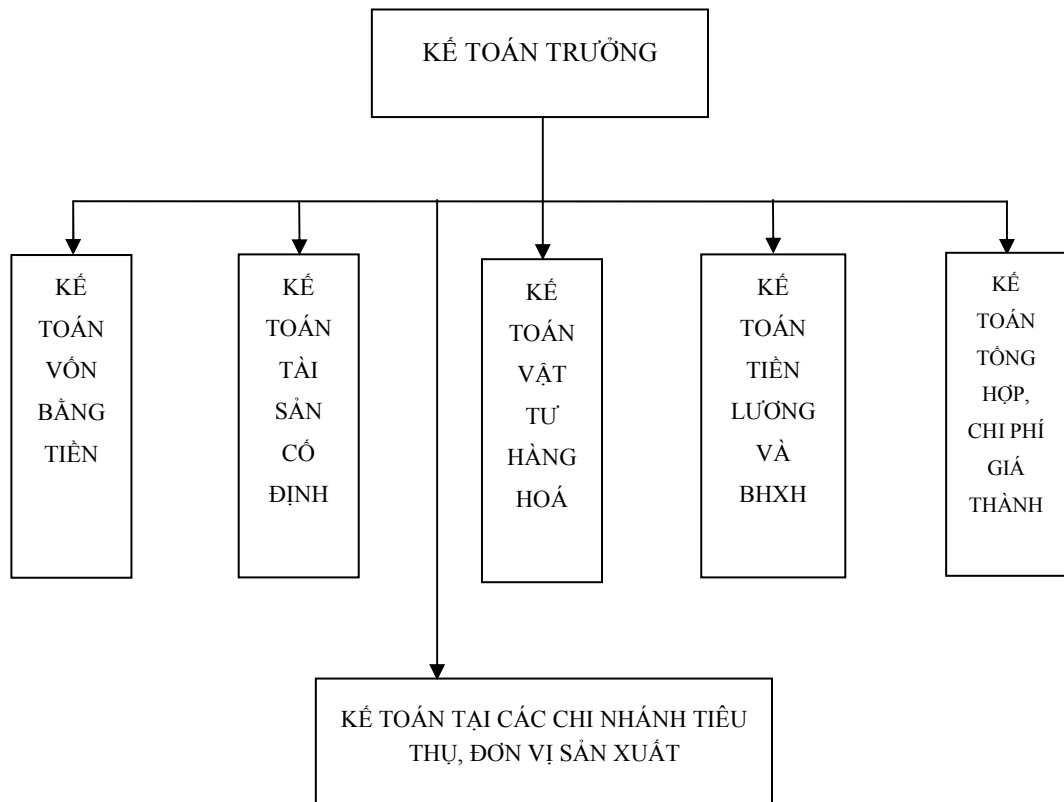 KẾ TOÁN TRƯỞNG
KẾ
TOÁN
VỐN
BẰNG
TIỀN
KẾ
TOÁN
TÀI
SẢN
CỐ
ĐỊNH
KẾ
TOÁN
VẬT
TƯ
HÀNG
HOÁ
KẾ
TOÁN
TIỀN
LƯƠNG
VÀ
BHXH
KẾ
TOÁN
TỔNG
HỢP,
CHI PHÍ
GIÁ
THÀNH
KẾ TOÁN TẠI CÁC CHI NHÁNH TIÊU
THỤ, ĐƠN VỊ SẢN XUẤT